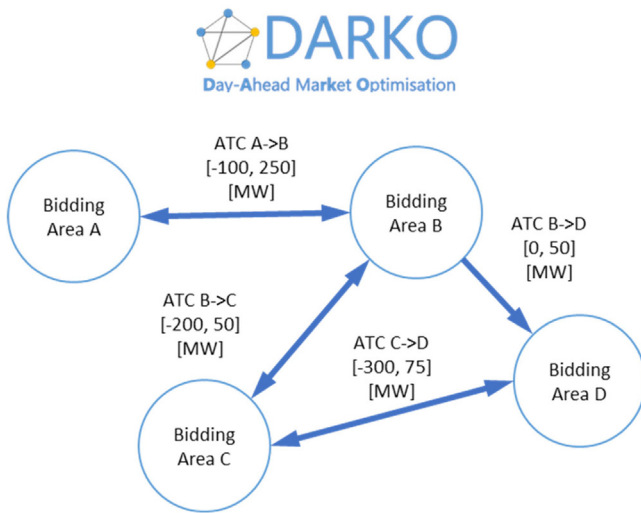 DARKO
Day-Ahead Market Optimisation
ATC A->B
[-100, 250]
[MW]
Bidding
Area A
Bidding
Area B
ATC B->D
[0, 50]
[MW]
ATC B->C
[-200, 50]
[MW]
ATC C->D
[-300, 75]
[MW]
Bidding
Area D
Bidding
Area C